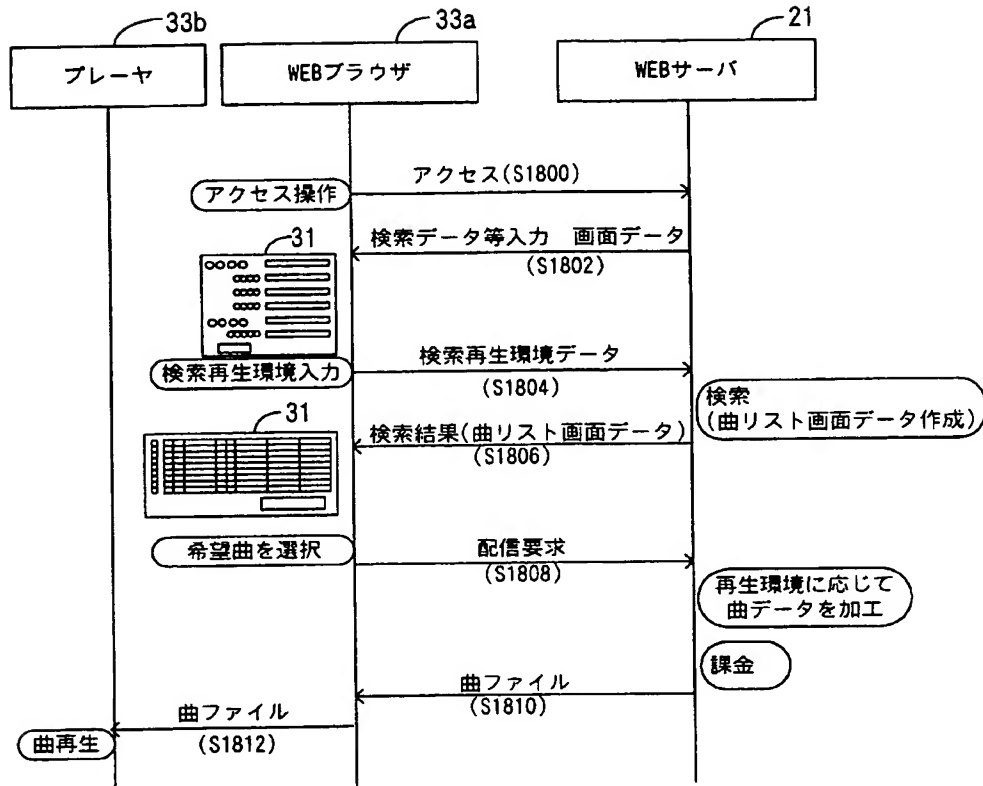 33b
33a
21
プレーヤ
WEBブラウザ
WEBサーバ
アクセス(S1800)
アクセス操作
検索データ等入力 画面データ
(S1802)
31
検索再生環境入力
検索再生環境データ
(S1804)
検索
(曲リスト画面データ作成)
31
検索結果(曲リスト画面データ)
(S1806)
希望曲を選択
配信要求
(S1808)
再生環境に応じて
曲データを加工
課金
曲ファイル
(S1810)
曲ファイル
(S1812)
曲再生